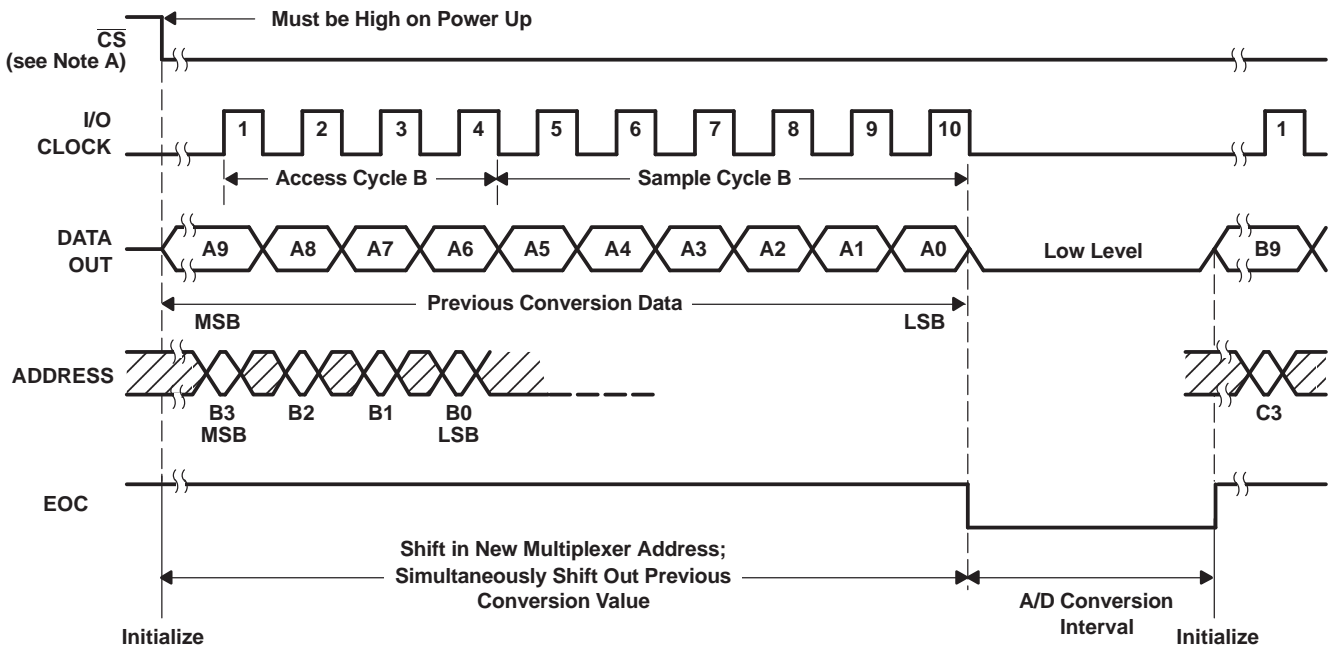 Must be High on Power Up
CS
(see Note A)
I/O
CLOCK
1 2 3 4 5 6 7 8 9 10 1
Access Cycle B Sample Cycle B
DATA
OUT
A9 A8 A7 A6 A5 A4 A3 A2 A1 A0 Low Level B9
Previous Conversion Data
MSB LSB
ADDRESS
B3 B2 B1 B0 C3
MSB LSB
EOC
Shift in New Multiplexer Address;
Simultaneously Shift Out Previous
Conversion Value
A/D Conversion
Interval
Initialize Initialize